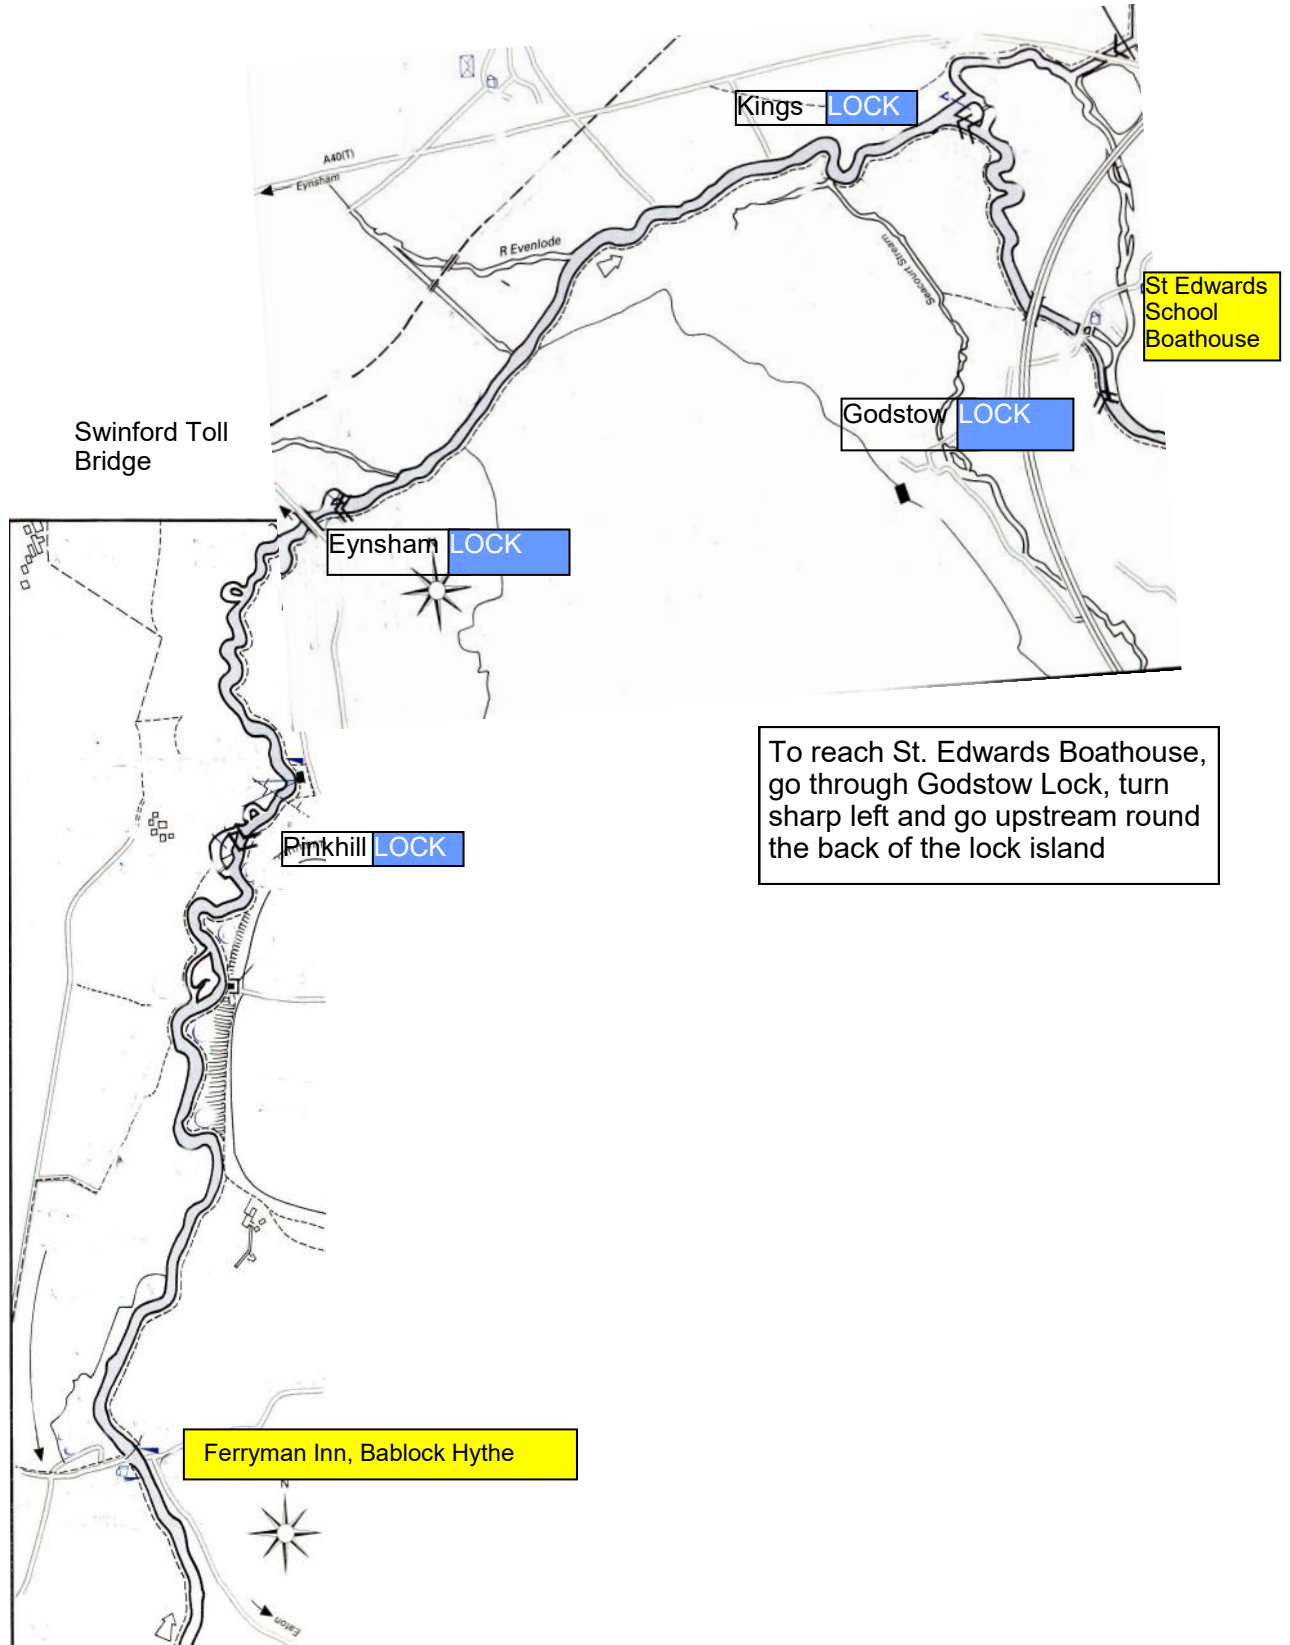 Kings LOCK
A40(T)
Eynsham
R Evenlode
Seacourt Stream
St Edwards
School
Boathouse
Godstow LOCK
Swinford Toll
Bridge
Eynsham LOCK
To reach St. Edwards Boathouse,
go through Godstow Lock, turn
sharp left and go upstream round
the back of the lock island
Pinkhill LOCK
Ferryman Inn, Bablock Hythe
N
Eaton